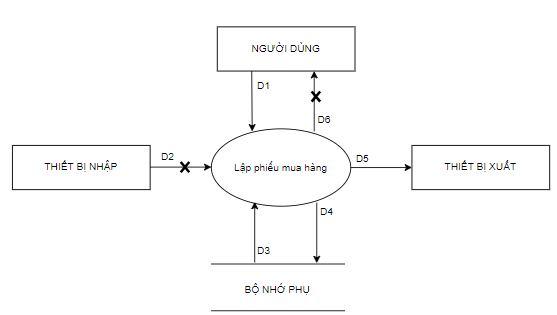 NGƯỜI DÙNG
D1
D6
D2
THIẾT BỊ NHẬP
Lập phiếu mua hàng
D5
THIẾT BỊ XUẤT
D4
D3
BỘ NHỚ PHỤ